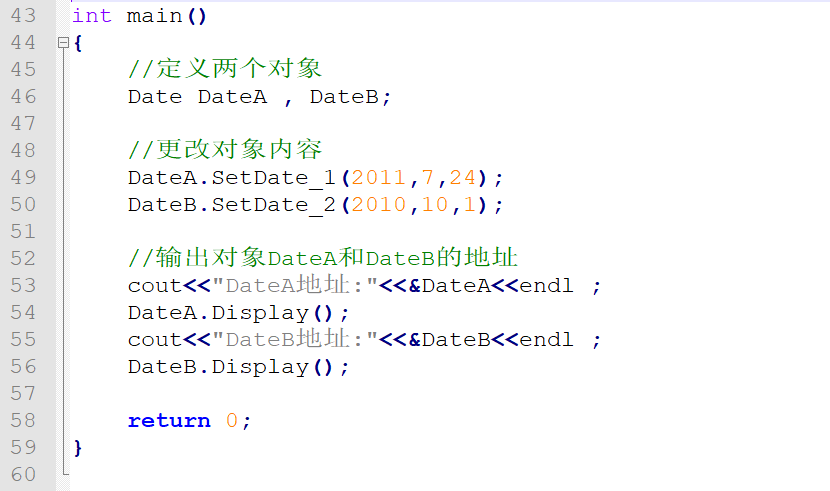 43 int main()
44 {
45 //定义两个对象
46 Date DateA , DateB;
47
48 //更改对象内容
49 DateA.SetDate_1(2011,7,24);
50 DateB.SetDate_2(2010,10,1);
51
52 //输出对象DateA和DateB的地址
53 cout<<"DateA地址:"<<&DateA<<endl ;
54 DateA.Display();
55 cout<<"DateB地址:"<<&DateB<<endl ;
56 DateB.Display();
57
58 return 0;
59 }
60